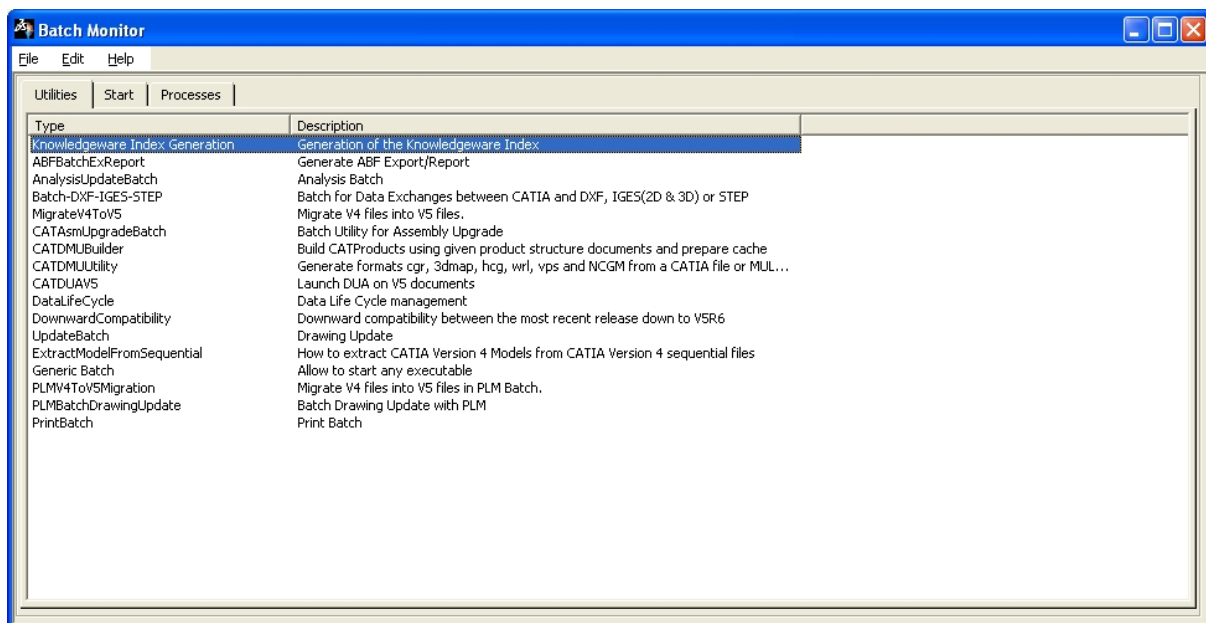 Batch Monitor
File Edit Help
Utilities Start Processes
Type Description
Knowledgeware Index Generation Generation of the Knowledgeware Index
ABFBatchExReport Generate ABF Export/Report
AnalysisUpdateBatch Analysis Batch
Batch-DXF-IGES-STEP Batch for Data Exchanges between CATIA and DXF, IGES(2D & 3D) or STEP
MigrateV4ToV5 Migrate V4 files into V5 files.
CATAsmUpgradeBatch Batch Utility for Assembly Upgrade
CATDMUBuilder Build CATProducts using given product structure documents and prepare cache
CATDMUUtility Generate formats cgr, 3dmap, hcg, wrl, vps and NCGM from a CATIA file or MUL...
CATDUAV5 Launch DUA on V5 documents
DataLifeCycle Data Life Cycle management
DownwardCompatibility Downward compatibility between the most recent release down to V5R6
UpdateBatch Drawing Update
ExtractModelFromSequential How to extract CATIA Version 4 Models from CATIA Version 4 sequential files
Generic Batch Allow to start any executable
PLMV4ToV5Migration Migrate V4 files into V5 files in PLM Batch.
PLMBatchDrawingUpdate Batch Drawing Update with PLM
PrintBatch Print Batch